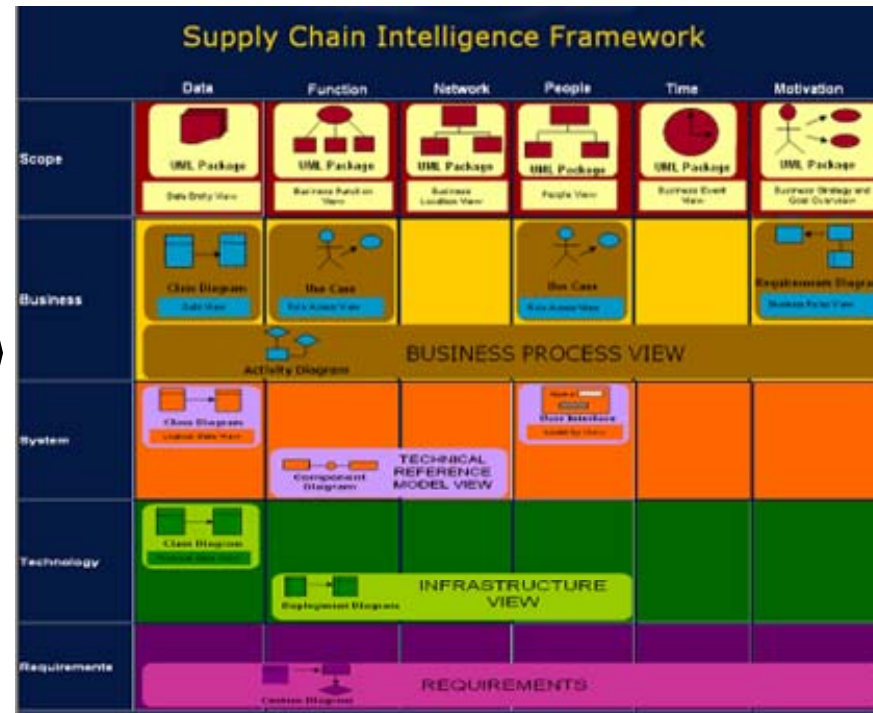 Supply Chain Intelligence Framework
Data Function Network People Time Motivation
Scope
UML Package UML Package UML Package UML Package UML Package UML Package
Data Entity View
Business Function View
Business Location View
People View
Business Event View
Business Strategy and Goal Overview
Business
Class Diagram
Use Case
Use Case
Requirement Diagra
Activity Diagram
BUSINESS PROCESS VIEW
System
Class Diagram
Logical Data View
User Interface
Component
Diagram
TECHNICAL
REFERENCE
MODEL VIEW
Technology
Class Diagram
Deployment Diagram
INFRASTRUCTURE
VIEW
Requirements
Custom Diagram
REQUIREMENTS